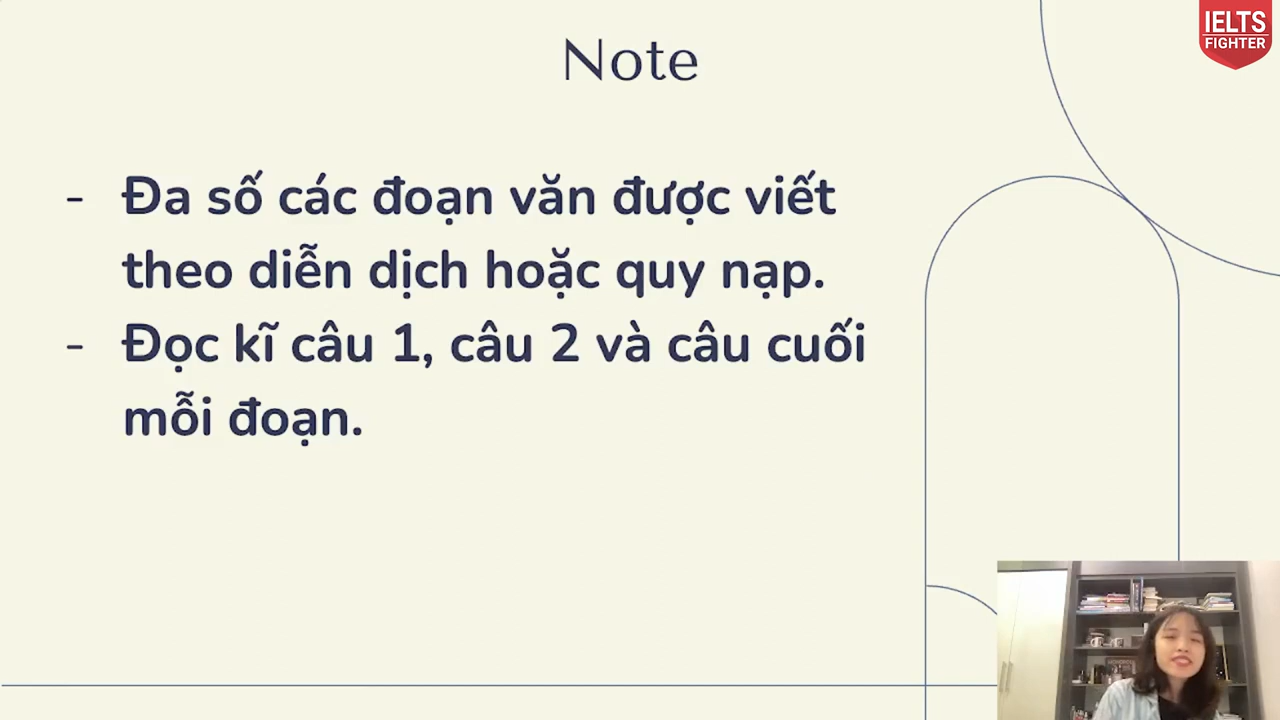 Note
IELTS
FIGHTER
- Đa số các đoạn văn được viết
theo diễn dịch hoặc quy nạp.
- Đọc kĩ câu 1, câu 2 và câu cuối
mỗi đoạn.